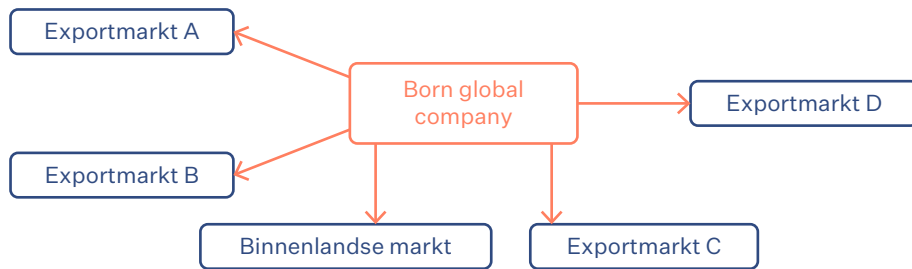 Exportmarkt A
Born global
company
Exportmarkt D
Exportmarkt B
Binnenlandse markt
Exportmarkt C